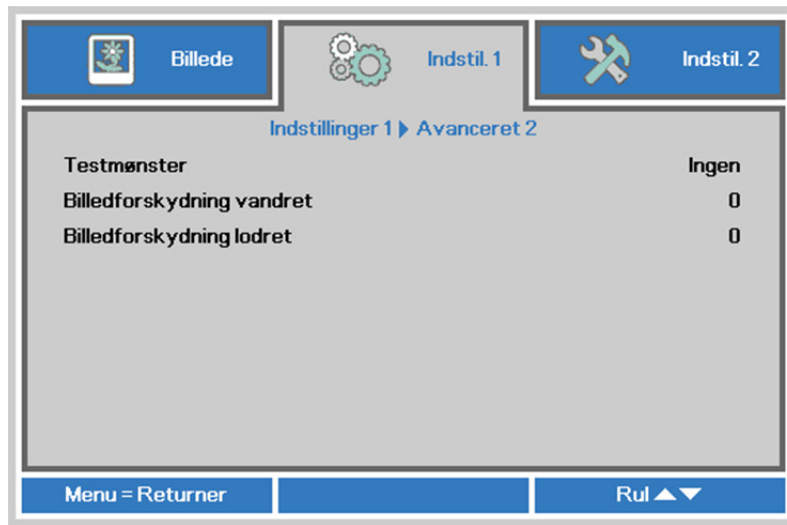 Billede
Indstil. 1
Indstil. 2
Indstillinger 1 ▶ Avanceret 2
Testmønster Ingen
Billedforskydning vandret 0
Billedforskydning lodret 0
Menu = Returner
Rul ▲▼